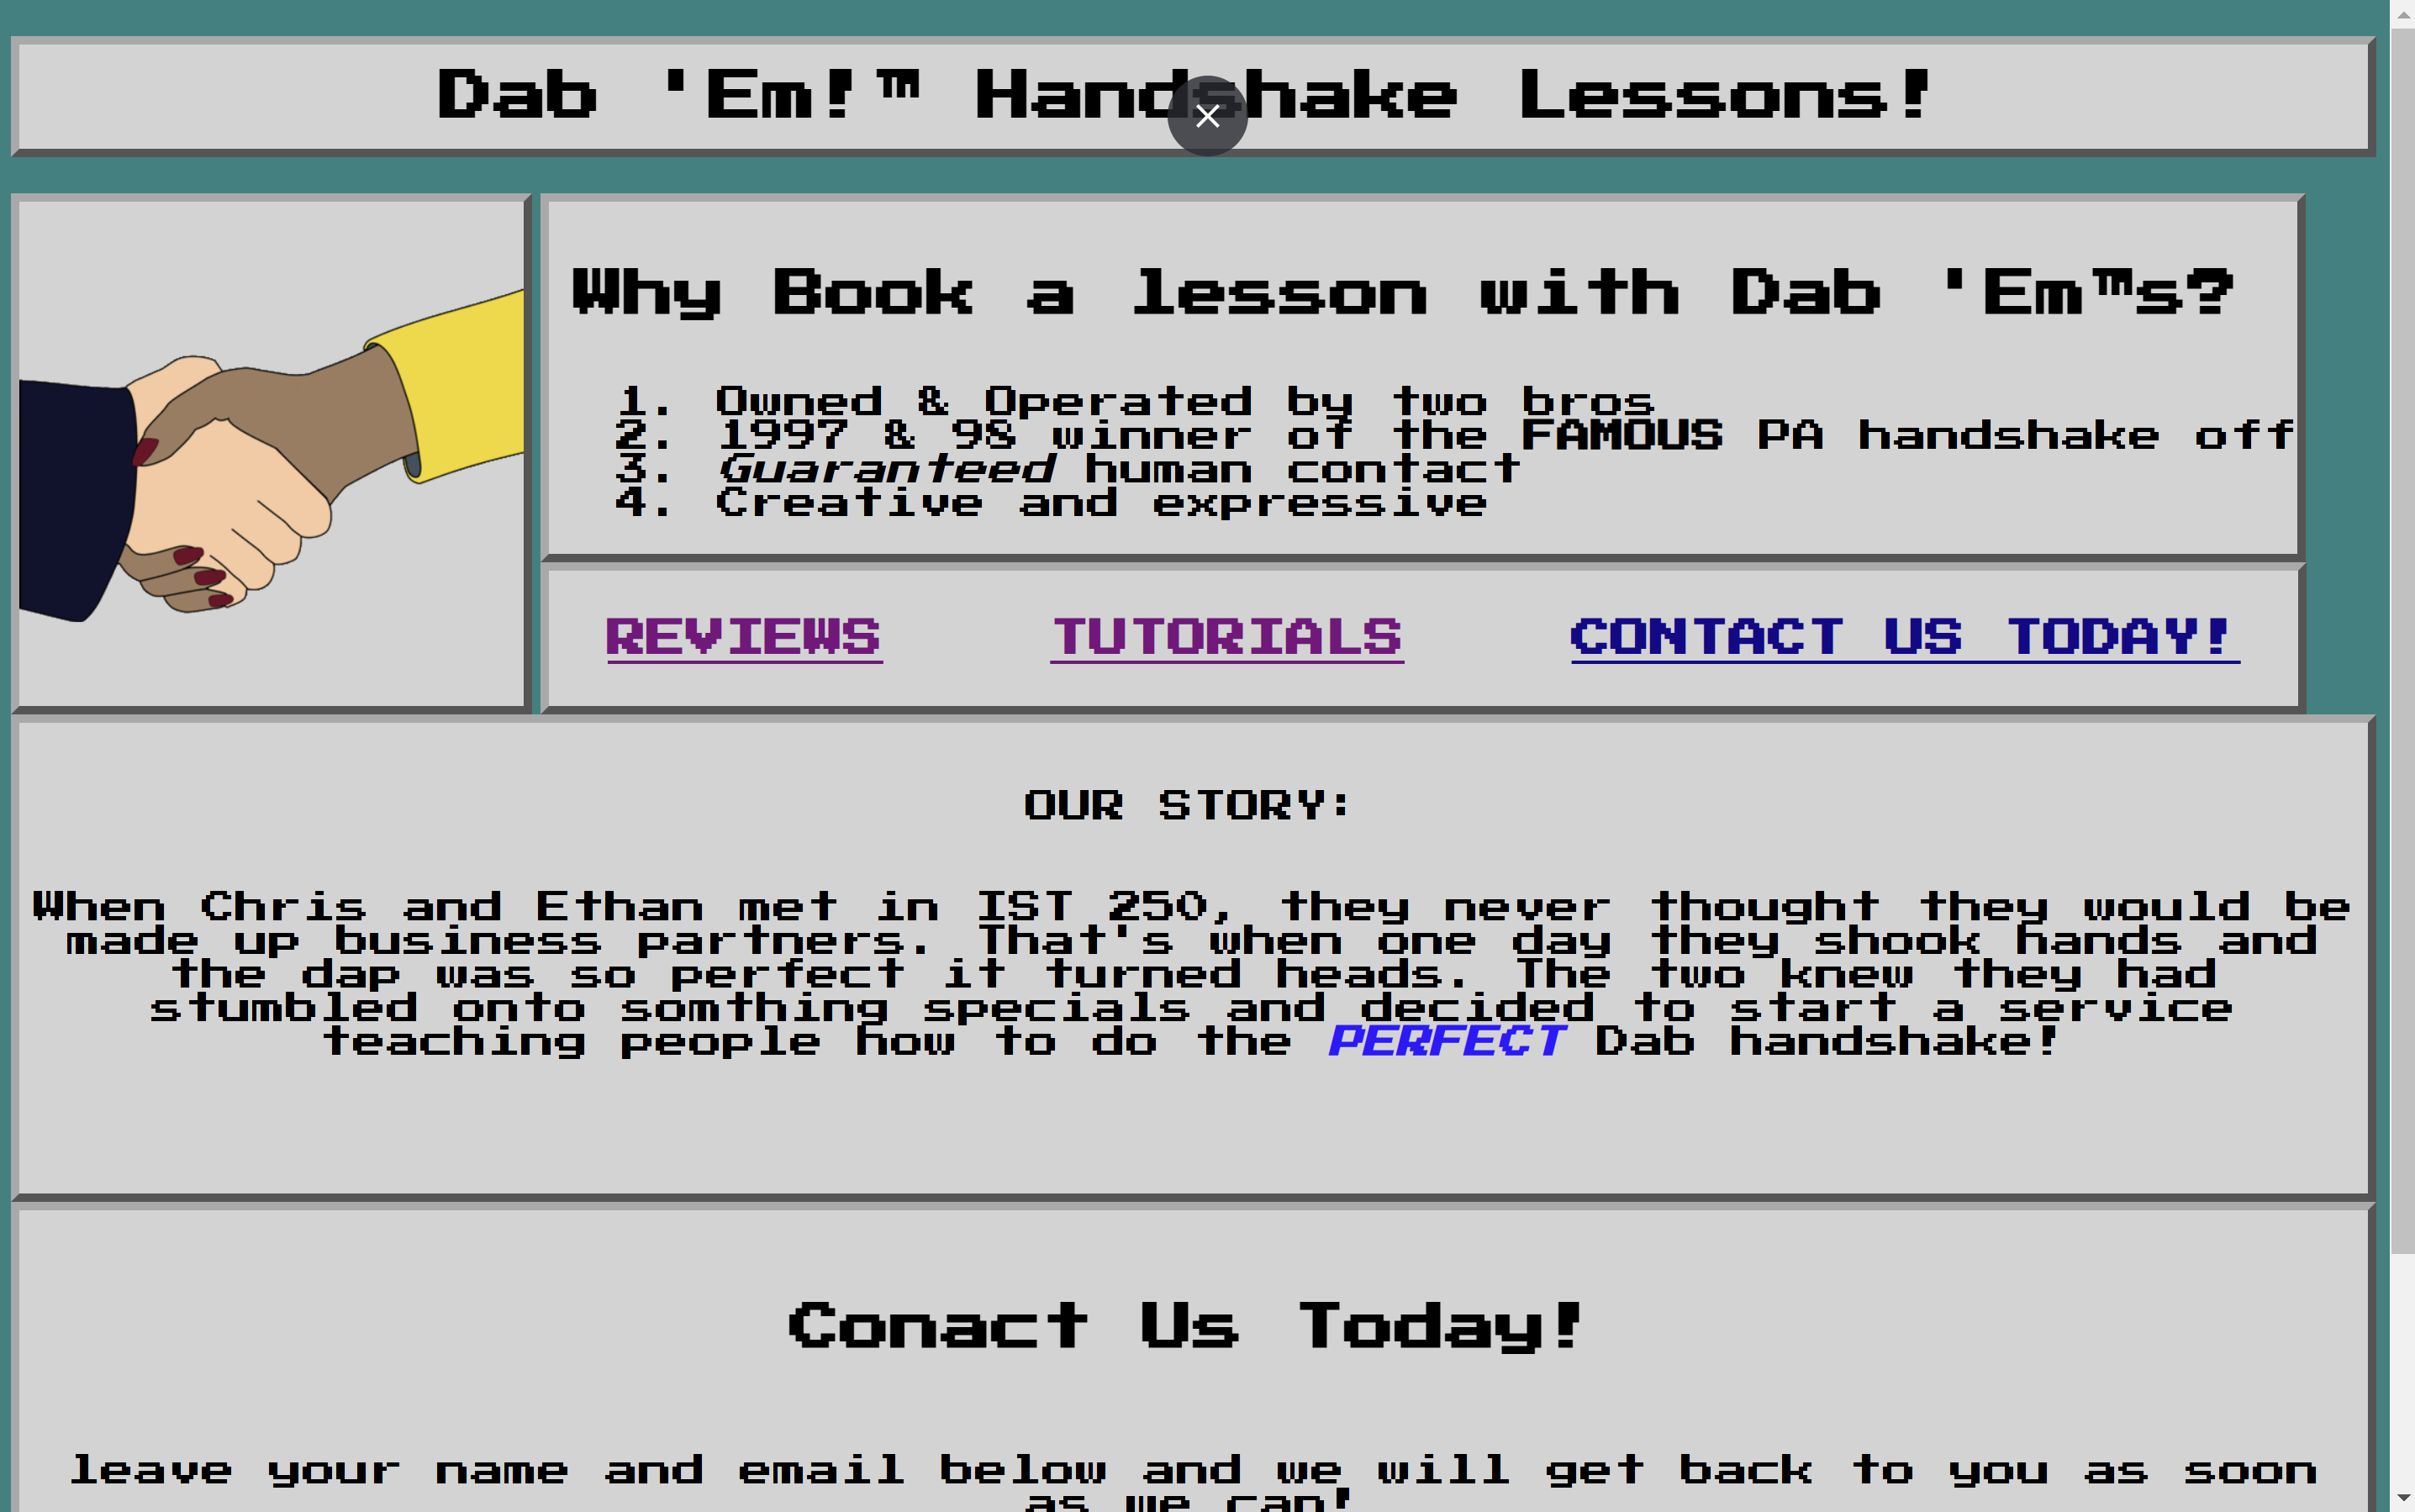 Dab 'Em!™ Handshake Lessons!
Why Book a lesson with Dab 'Em™s?
1. Owned & Operated by two bros
2. 1997 & 98 winner of the FAMOUS PA handshake off
3. Guaranteed human contact
4. Creative and expressive
REVIEWS TUTORIALS CONTACT US TODAY!
OUR STORY:
When Chris and Ethan met in IST 250, they never thought they would be
made up business partners. That's when one day they shook hands and
the dap was so perfect it turned heads. The two knew they had
stumbled onto somthing specials and decided to start a service
teaching people how to do the PERFECT Dab handshake!
Conact Us Today!
leave your name and email below and we will get back to you as soon
as we can!